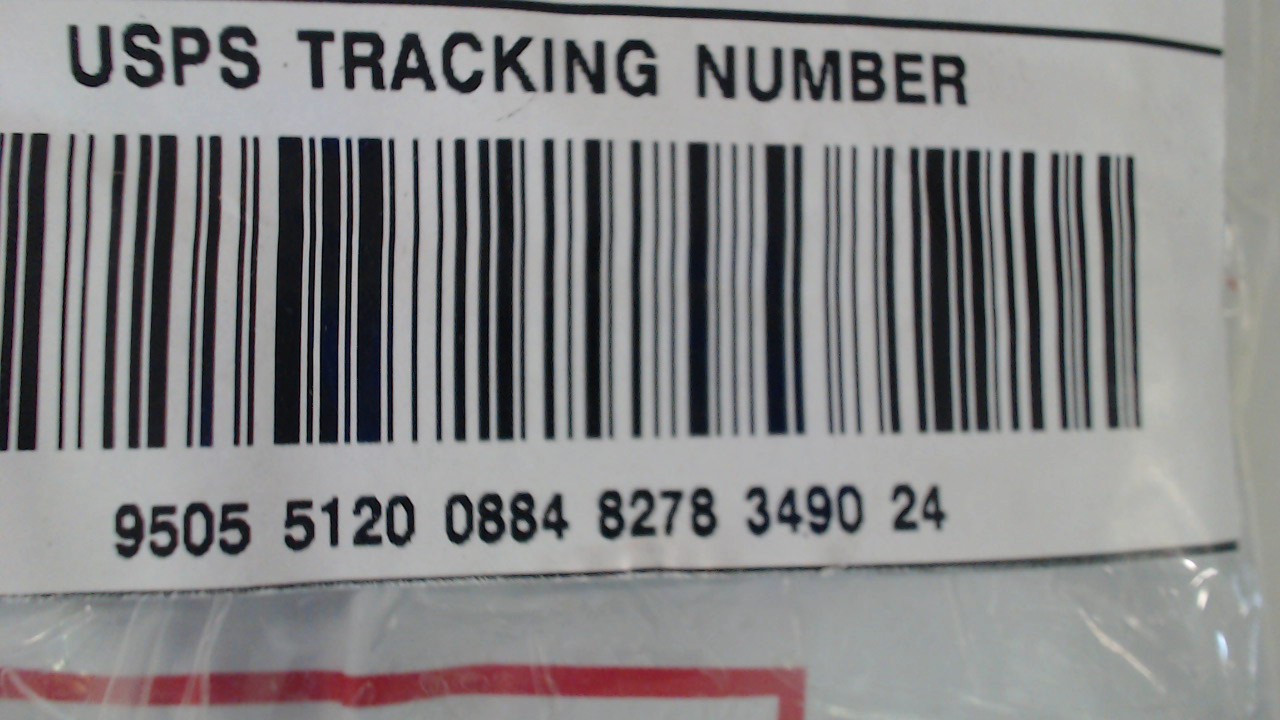 USPS TRACKING NUMBER
9505 5120 0884 8278 3490 24